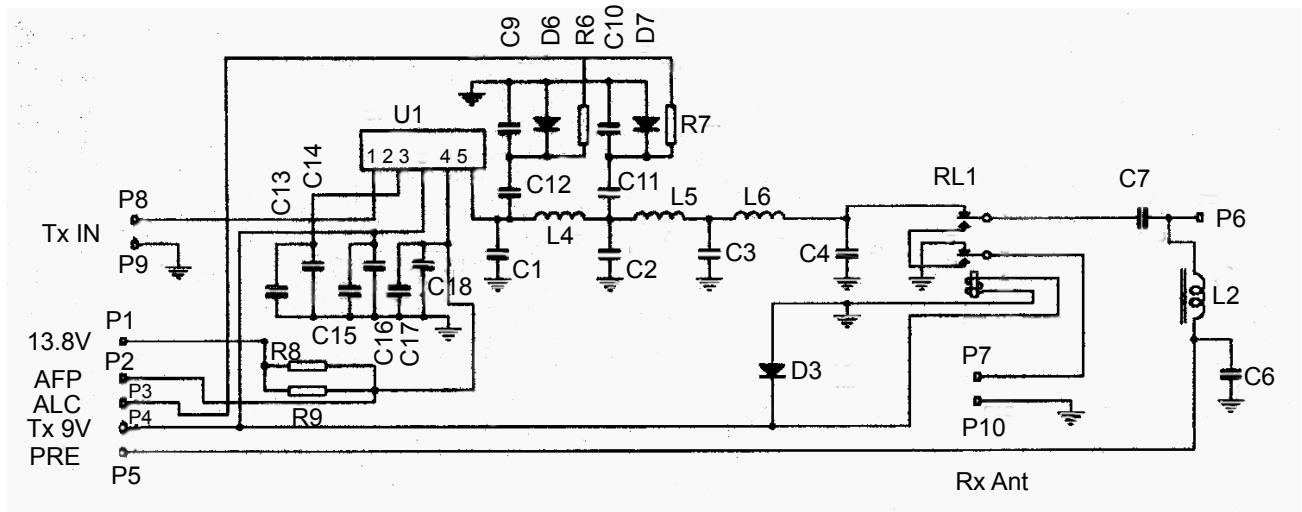 C9 D6 R6 C10 D7
U1
R7
1 2 3 4 5
C13 C14
C12 C11 L5 L6 RL1 C7
P8
P6
Tx IN
L4
P9
C1 C2 C3 C4
C18
L2
P1
C15 C16 C17
13.8V
R8
P2
P7
D3
C6
AFP
P3
ALC
R9
P4
Tx 9V
P10
PRE
P5
Rx Ant